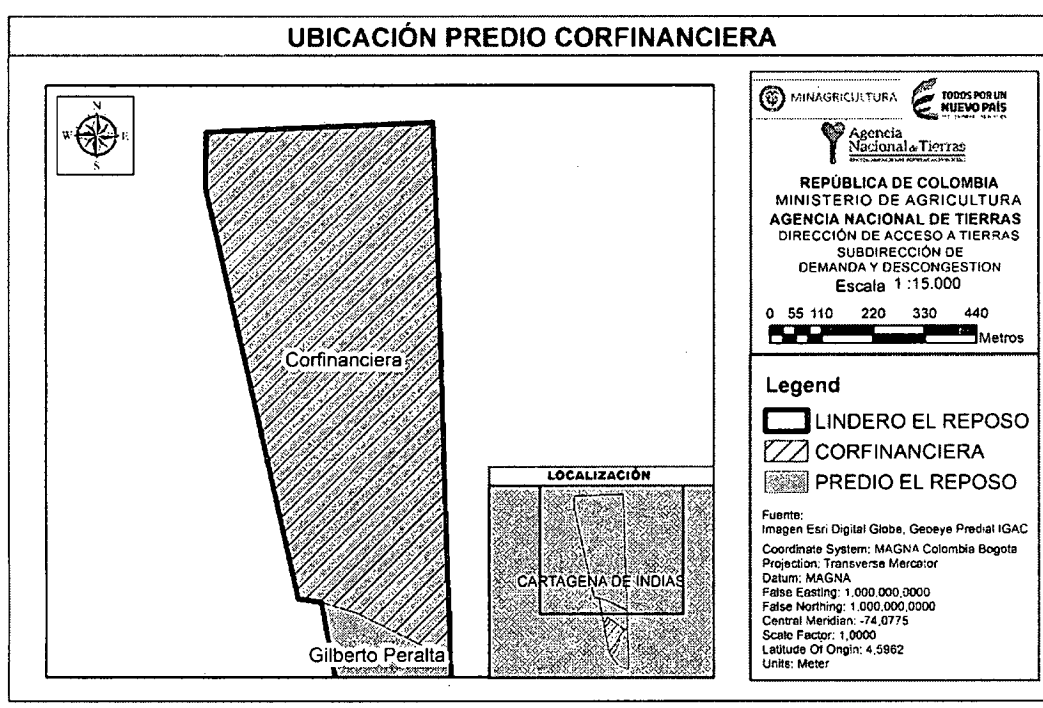 UBICACIÓN PREDIO CORFINANCIERA
N
W E
S
Corfinanciera
Gilberto Peralta
LOCALIZACIÓN
CARTAGENA DE INDIAS
MINAGRICULTURA
TODOS POR UN
NUEVO PAÍS
Agencia
Nacional de Tierras
REPÚBLICA DE COLOMBIA
MINISTERIO DE AGRICULTURA
AGENCIA NACIONAL DE TIERRAS
DIRECCIÓN DE ACCESO A TIERRAS
SUBDIRECCIÓN DE
DEMANDA Y DESCONGESTION
Escala 1 :15.000
0 55 110 220 330 440
Metros
Legend
LINDERO EL REPOSO
CORFINANCIERA
PREDIO EL REPOSO
Fuente:
Imagen Esri Digital Globe, Geoeye Predial IGAC
Coordinate System: MAGNA Colombia Bogota
Projection: Transverse Mercator
Datum: MAGNA
False Easting: 1.000.000,0000
False Northing: 1.000.000,0000
Central Meridian: -74,0775
Scale Factor: 1,0000
Latitude Of Origin: 4,5962
Units: Meter